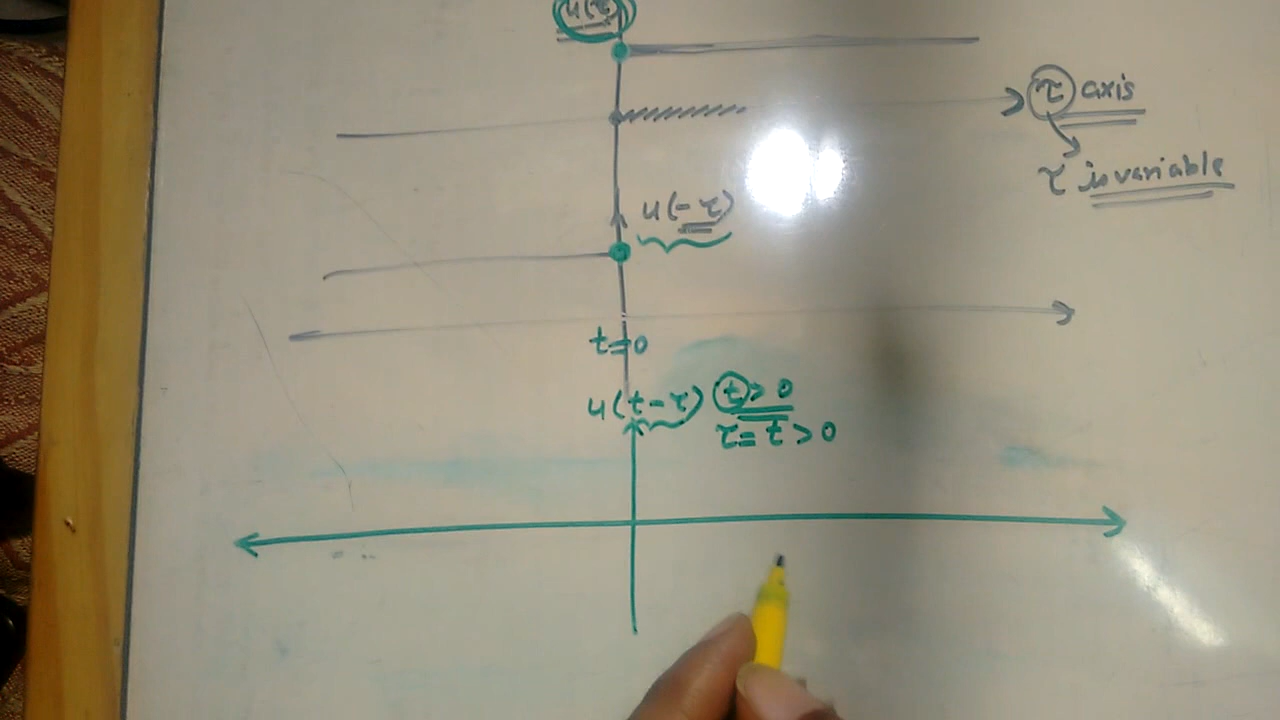 u(τ)
τ axis
τ is variable
u(-τ)
t=0
u(t-τ) t > 0
τ = t > 0